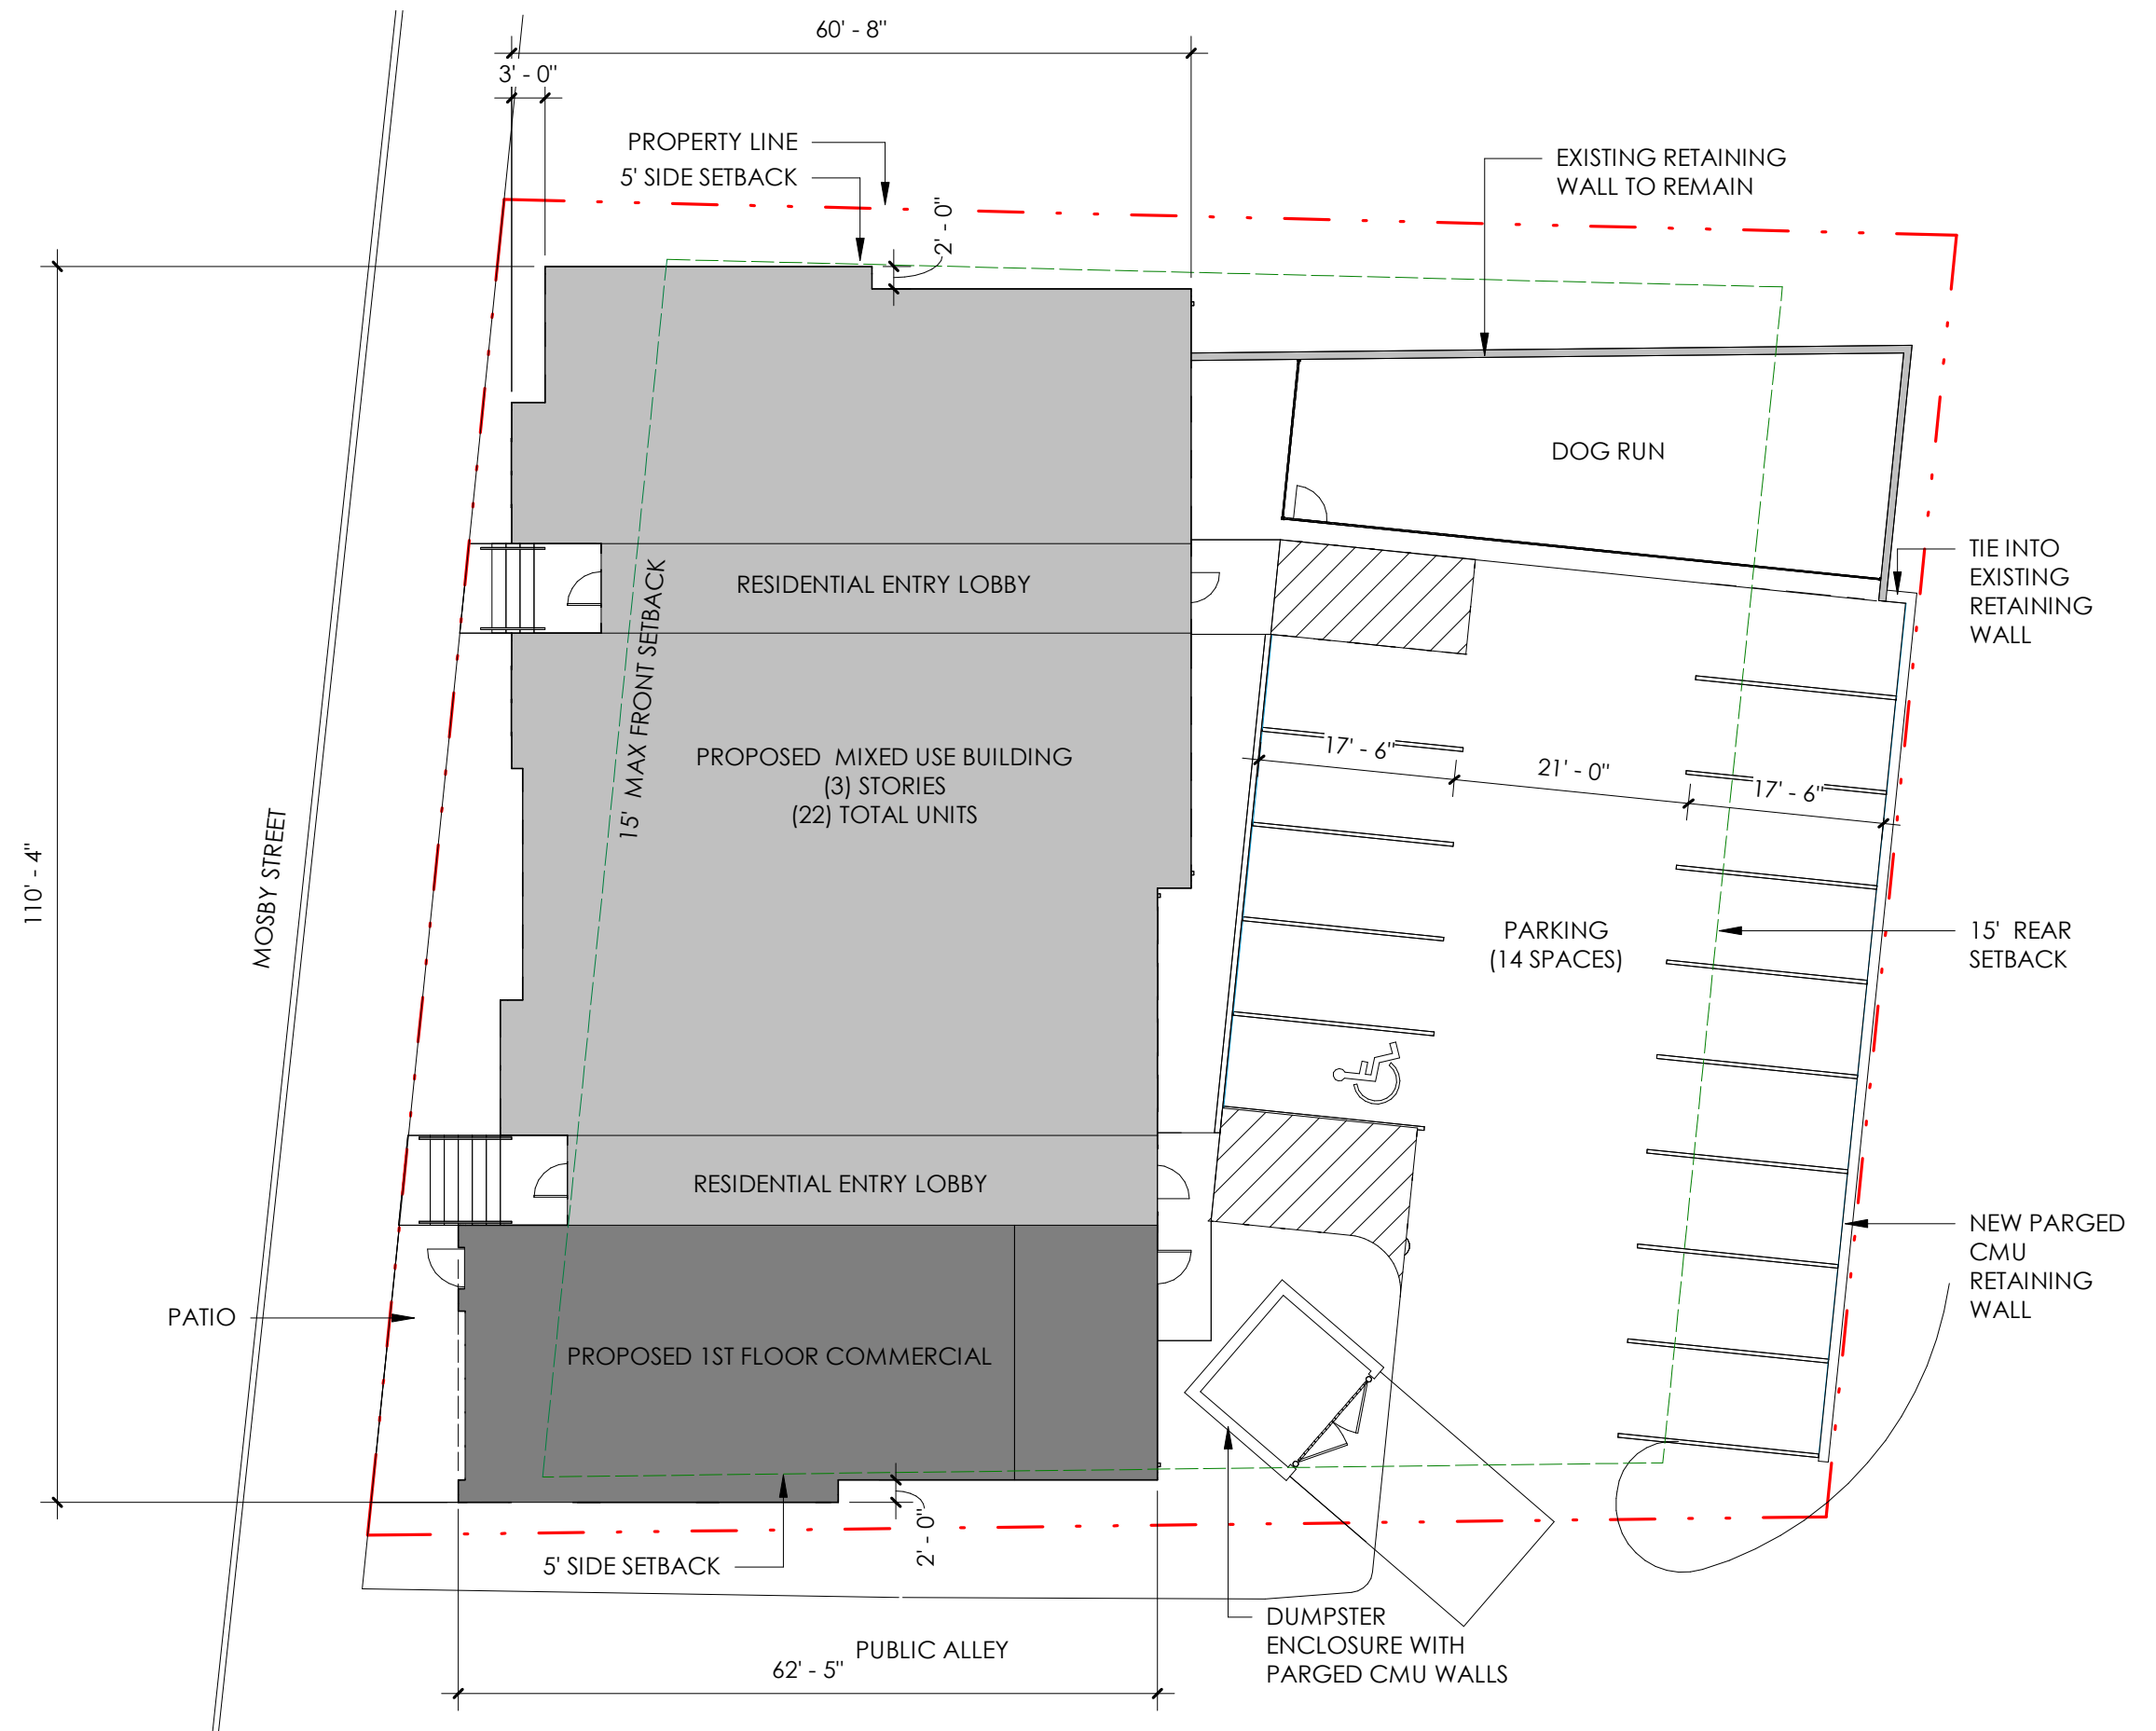 60' - 8"
3' - 0"
PROPERTY LINE
5' SIDE SETBACK
2' - 0"
EXISTING RETAINING
WALL TO REMAIN
DOG RUN
TIE INTO
EXISTING
RETAINING
WALL
RESIDENTIAL ENTRY LOBBY
15' MAX FRONT SETBACK
PROPOSED MIXED USE BUILDING
(3) STORIES
(22) TOTAL UNITS
17' - 6"
21' - 0"
17' - 6"
110' - 4"
MOSBY STREET
PARKING
(14 SPACES)
15' REAR
SETBACK
RESIDENTIAL ENTRY LOBBY
NEW PARGED
CMU
RETAINING
WALL
PATIO
PROPOSED 1ST FLOOR COMMERCIAL
2' - 0"
5' SIDE SETBACK
DUMPSTER
ENCLOSURE WITH
PARGED CMU WALLS
PUBLIC ALLEY
62' - 5"